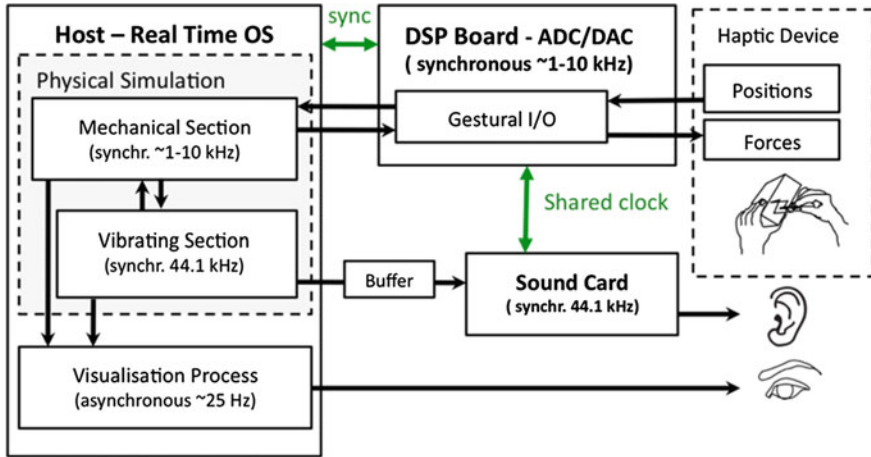 Host – Real Time OS
Physical Simulation
Mechanical Section
(synchr. ~1-10 kHz)
Vibrating Section
(synchr. 44.1 kHz)
Visualisation Process
(asynchronous ~25 Hz)
sync
DSP Board - ADC/DAC
( synchronous ~1-10 kHz)
Gestural I/O
Shared clock
Buffer
Sound Card
( synchr. 44.1 kHz)
Haptic Device
Positions
Forces